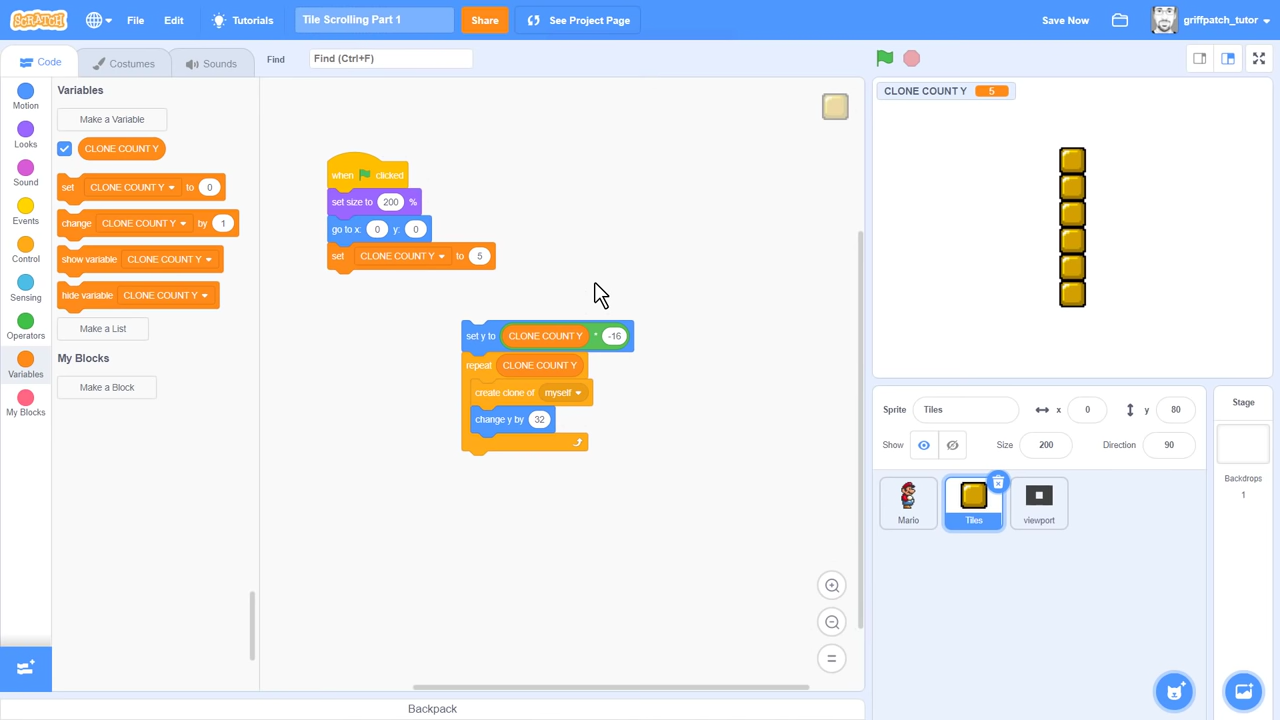 SCRATCH File Edit Tutorials Tile Scrolling Part 1 Share See Project Page Save Now griffpatch_tutor
Code Costumes Sounds Find Find (Ctrl+F)
Motion
Looks
Sound
Events
Control
Sensing
Operators
Variables
My Blocks
Variables
Make a Variable
CLONE COUNT Y
set CLONE COUNT Y to 0
change CLONE COUNT Y by 1
show variable CLONE COUNT Y
hide variable CLONE COUNT Y
Make a List
My Blocks
Make a Block
when clicked
set size to 200 %
go to x: 0 y: 0
set CLONE COUNT Y to 5
set y to CLONE COUNT Y * -16
repeat CLONE COUNT Y
create clone of myself
change y by 32
CLONE COUNT Y 5
Sprite Tiles x 0 y 80
Show Size 200 Direction 90
Mario
Tiles
viewport
Stage
Backdrops
1
Backpack